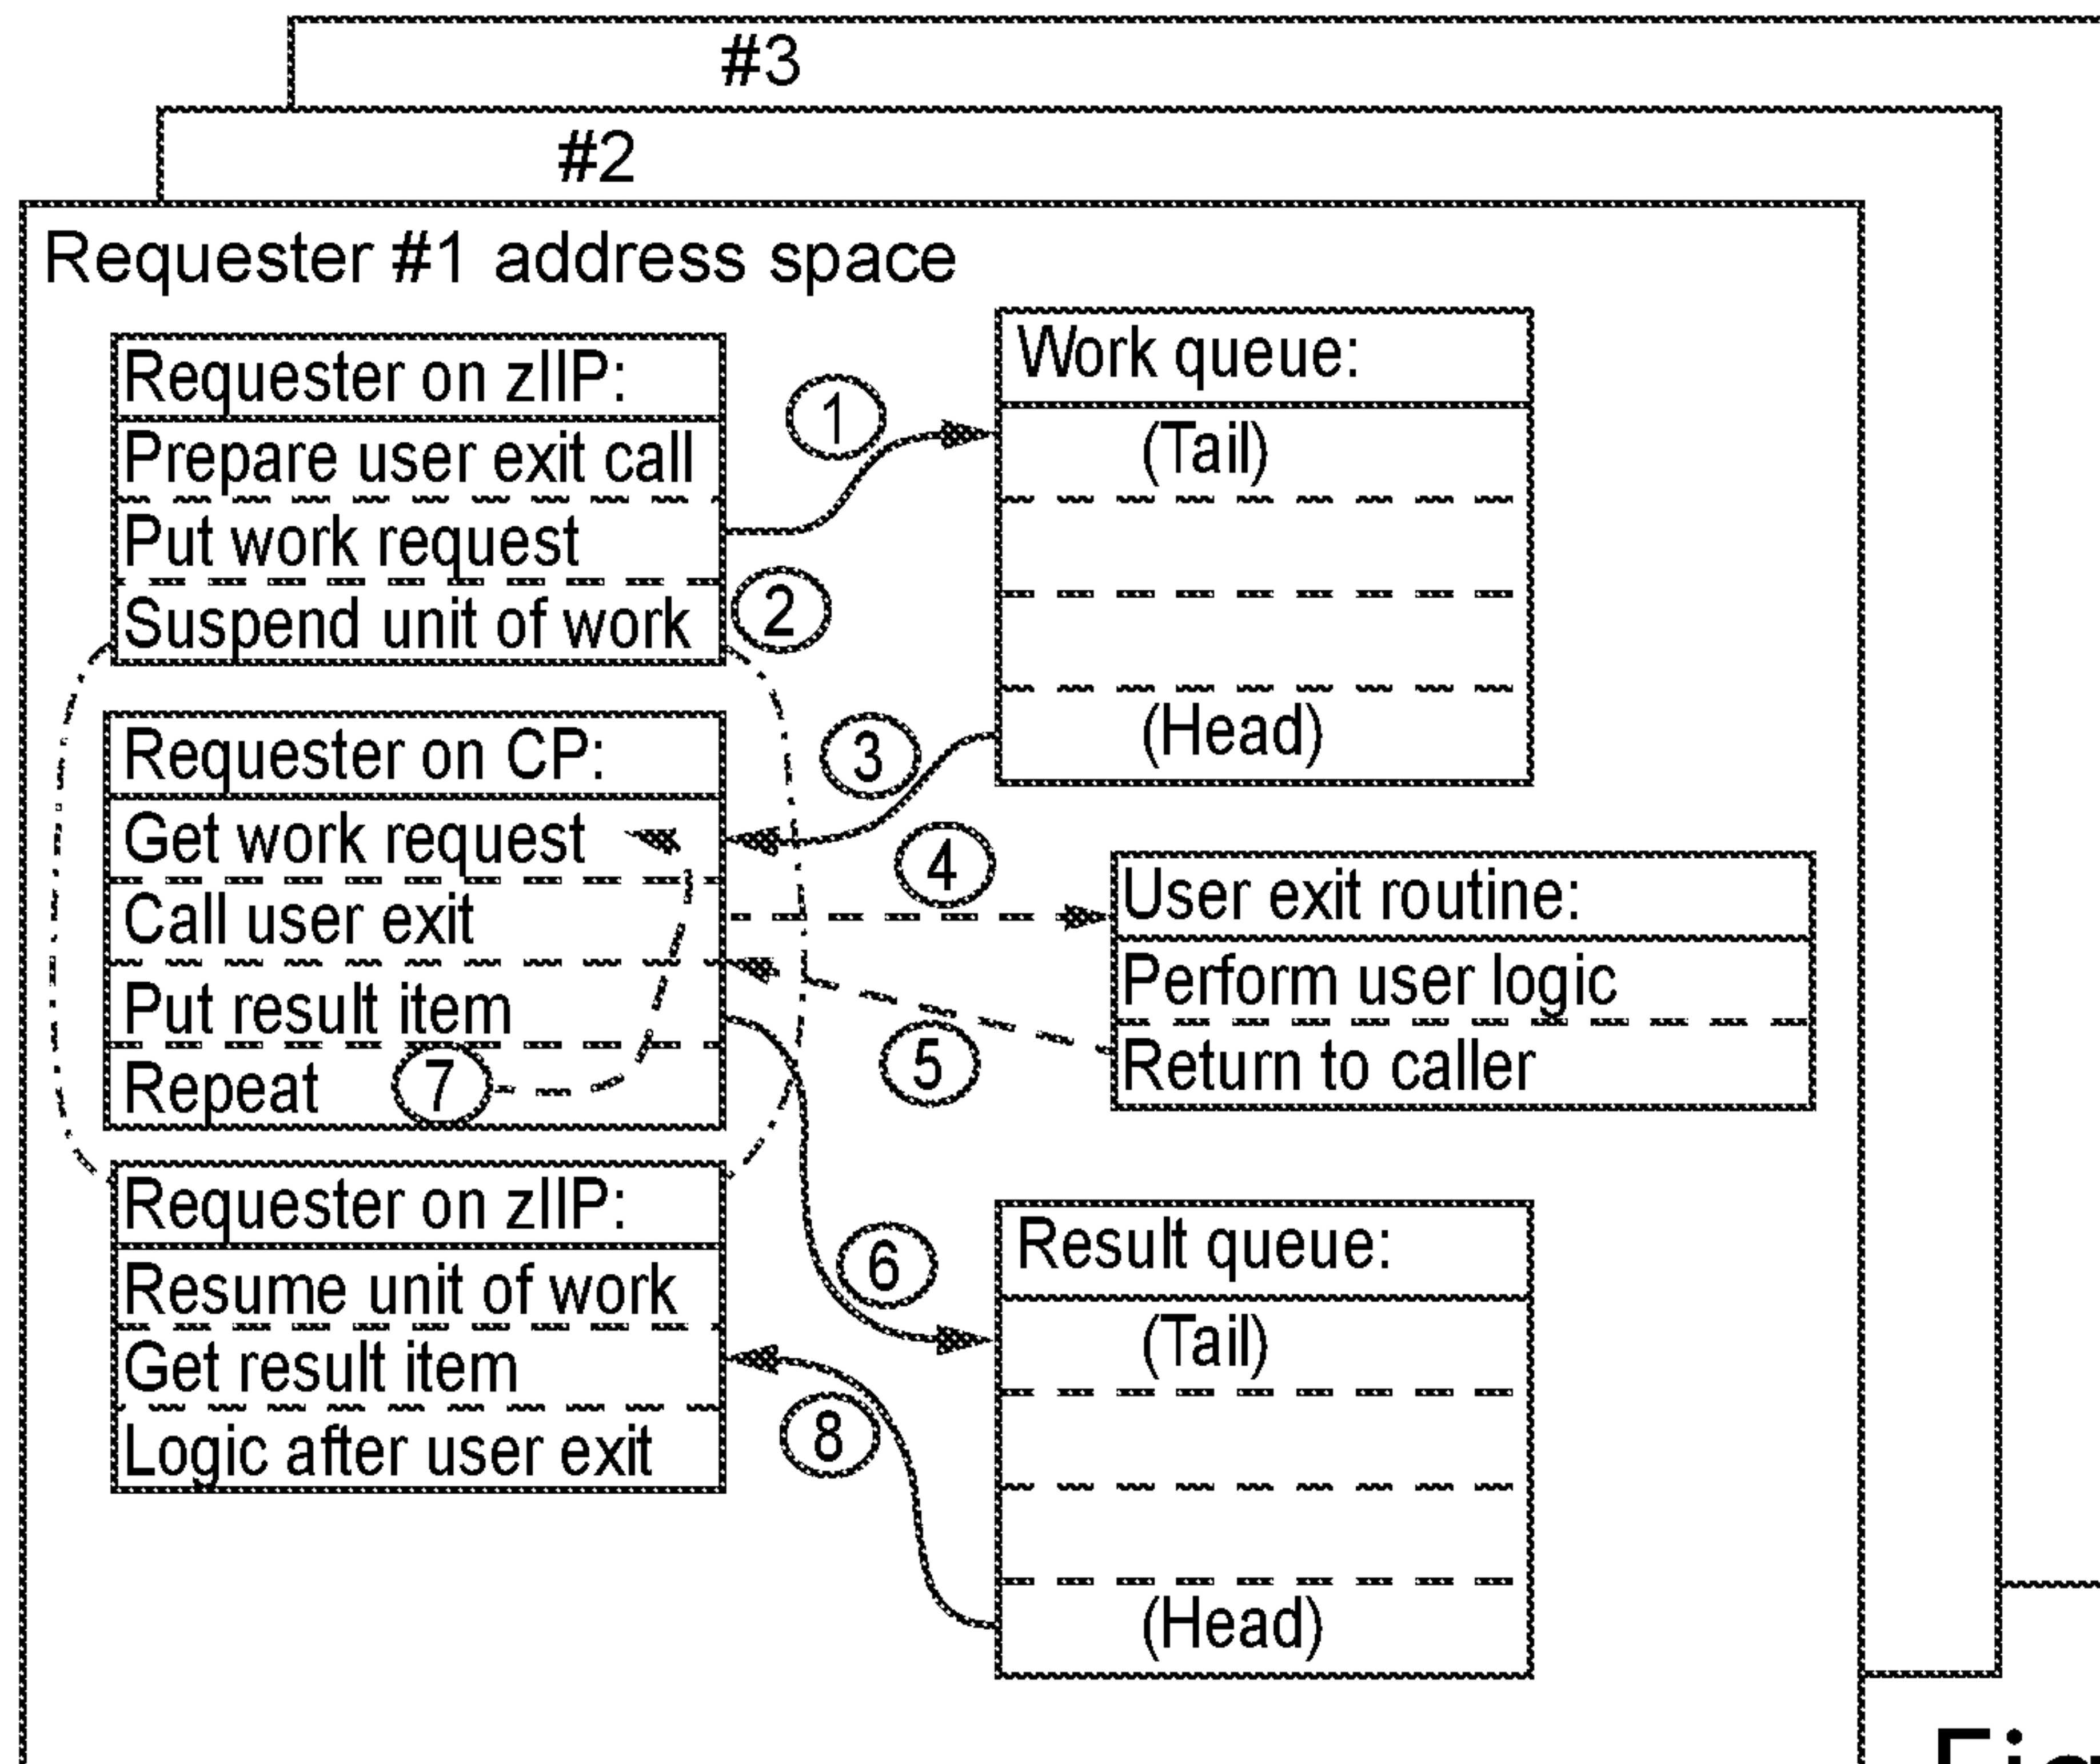 #3
#2
Requester #1 address space
Requester on zIIP:
Prepare user exit call
Put work request
Suspend unit of work
1
2
Work queue:
(Tail)
(Head)
3
Requester on CP:
Get work request
Call user exit
Put result item
Repeat
7
4
5
User exit routine:
Perform user logic
Return to caller
Requester on zIIP:
Resume unit of work
Get result item
Logic after user exit
6
8
Result queue:
(Tail)
(Head)